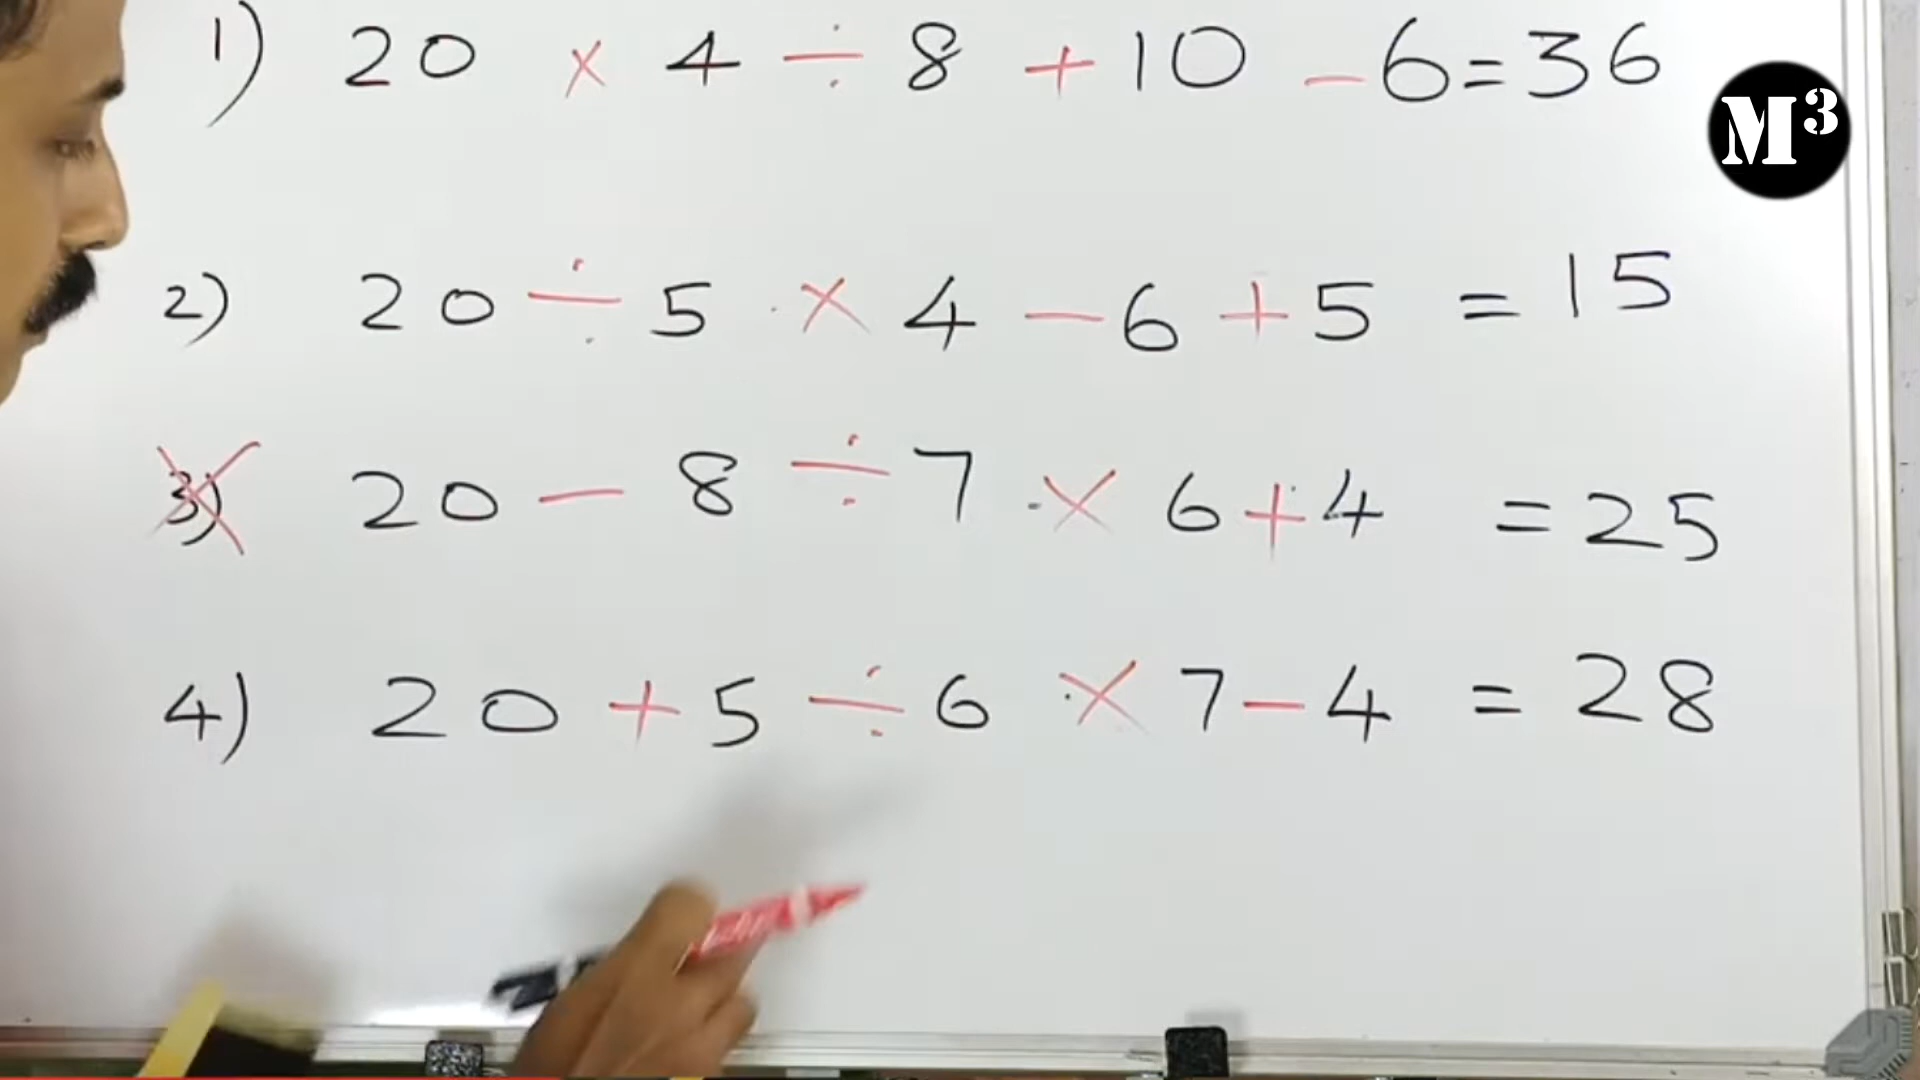 1) 20 × 4 ÷ 8 + 10 - 6 = 36
M³
2) 20 ÷ 5 × 4 - 6 + 5 = 15
3) 20 - 8 ÷ 7 × 6 + 4 = 25
4) 20 + 5 ÷ 6 × 7 - 4 = 28